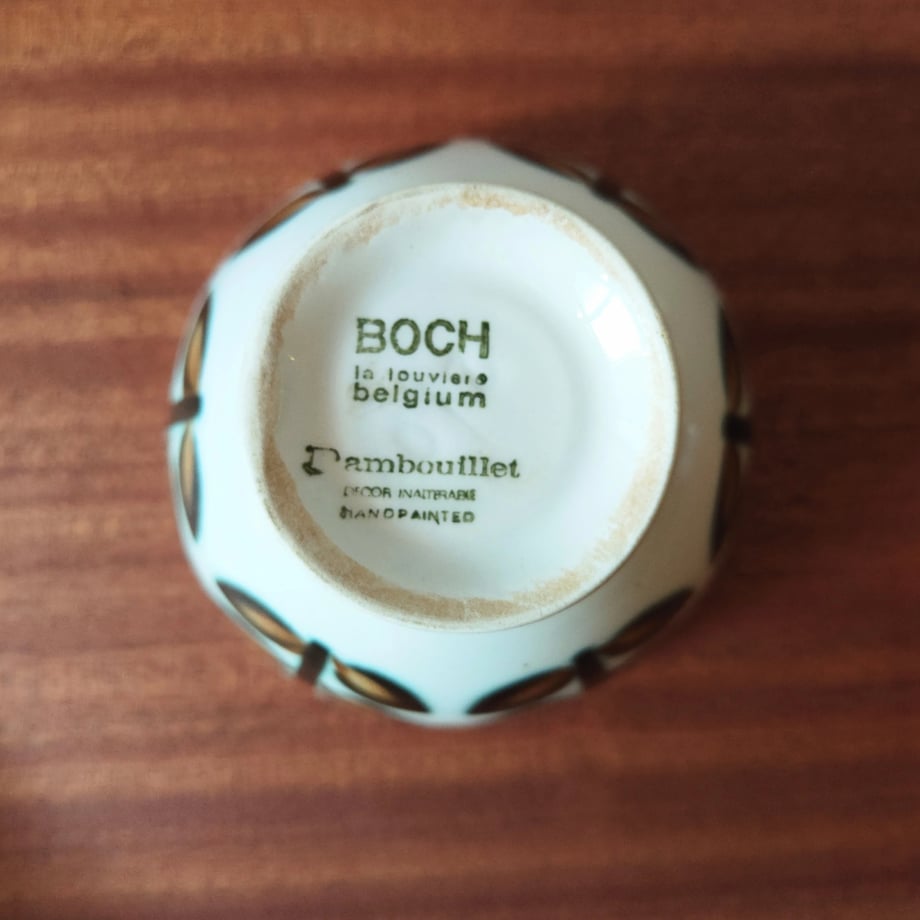 BOCH
la louviere
belgium
Rambouillet
DECOR INALTERABLE
HANDPAINTED